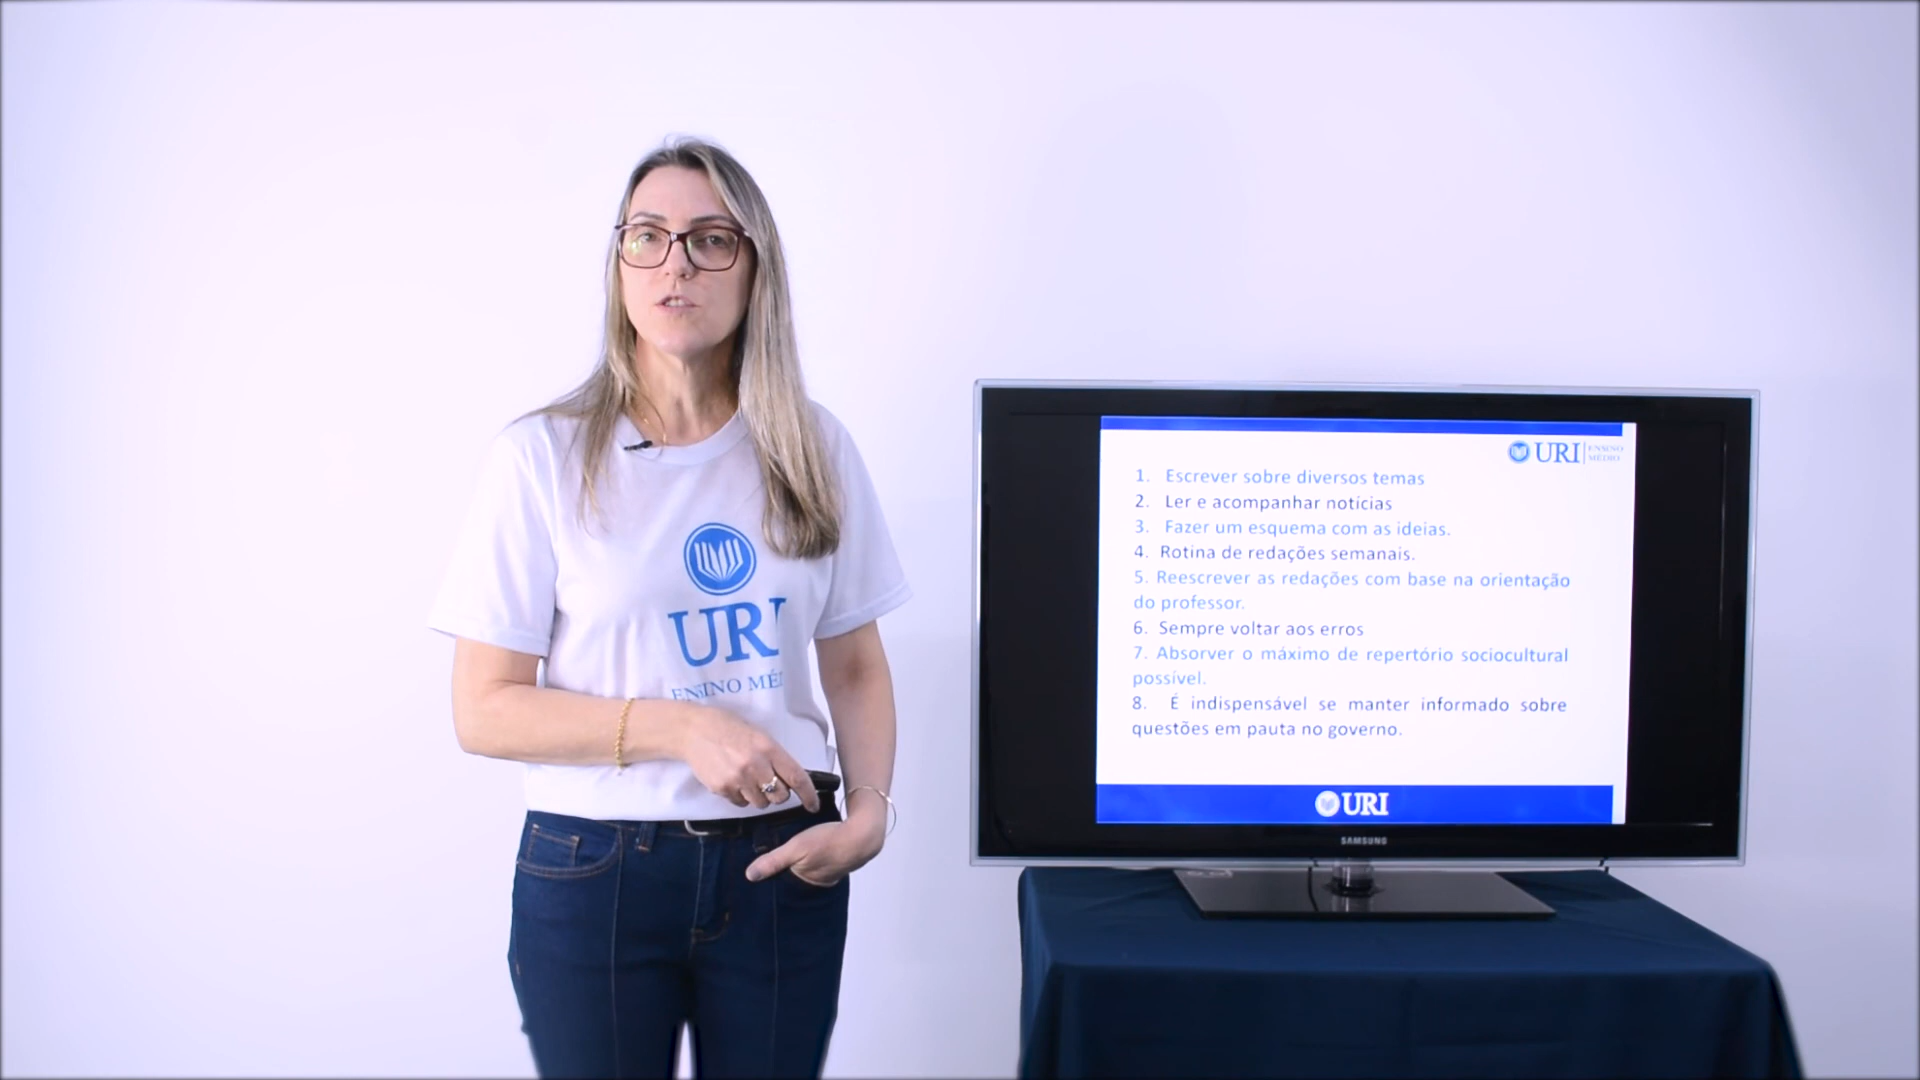 URI
ENSINO MÉ
URI ENSINO
MÉDIO
1. Escrever sobre diversos temas
2. Ler e acompanhar notícias
3. Fazer um esquema com as ideias.
4. Rotina de redações semanais.
5. Reescrever as redações com base na orientação
do professor.
6. Sempre voltar aos erros
7. Absorver o máximo de repertório sociocultural
possível.
8. É indispensável se manter informado sobre
questões em pauta no governo.
URI
SAMSUNG